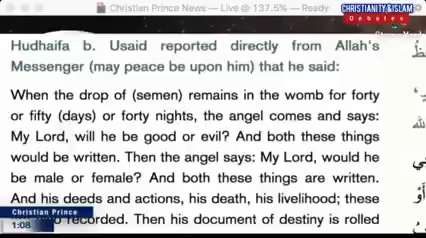 Christian Prince News — Live @ 137.5% — Ready
CHRISTIANITY & ISLAM
Debates
Hudhaifa b. Usaid reported directly from Allah's
Messenger (may peace be upon him) that he said:
When the drop of (semen) remains in the womb for forty
or fifty (days) or forty nights, the angel comes and says:
My Lord, will he be good or evil? And both these things
would be written. Then the angel says: My Lord, would he
be male or female? And both these things are written.
And his deeds and actions, his death, his livelihood; these
recorded. Then his document of destiny is rolled
Christian Prince
1:08